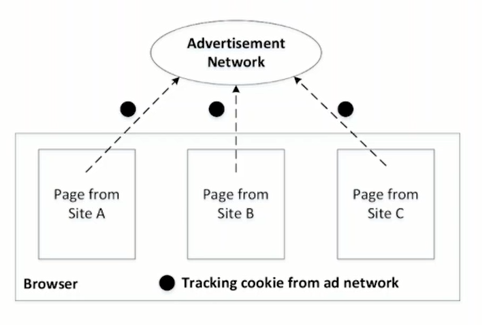 Advertisement
Network
Page from
Site A
Page from
Site B
Page from
Site C
Browser
Tracking cookie from ad network